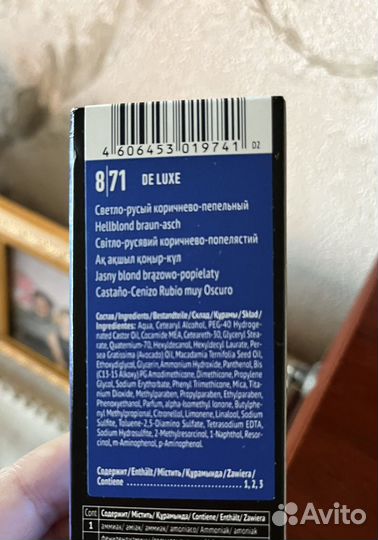 4 606453 019741 02
8|71 DE LUXE
Светло-русый коричнево-пепельный
Hellblond braun-asch
Світло-русявий коричнево-попелястий
Ақ ақшыл қоңыр-күл
Jasny blond brązowo-popielaty
Castaño-Cenizo Rubio muy Oscuro
Состав/Ingredients/Bestandteile/Склад/Құрамы/Skład/
Ingredientes: Aqua, Cetearyl Alcohol, PEG-40 Hydroge-
nated Castor Oil, Cocamide MEA, Ceteareth-30, Glyceryl Stea-
rate, Quaternium-70, Hexyldecanol, Hexyldecyl Laurate, Per-
sea Gratissima (Avocado) Oil, Macadamia Ternifolia Seed Oil,
Ethoxydiglycol, Glycerin, Ammonium Hydroxide, Panthenol, Bis
(C13-15 Alkoxy) PG Amodimethicone, Dimethicone, Propylene
Glycol, Sodium Erythorbate, Phenyl Trimethicone, Mica, Tita-
nium Dioxide, Methylparaben, Propylparaben, Ethylparaben,
Phenoxyethanol, Parfum, alpha-Isomethyl Ionone, Butylphe-
nyl Methylpropional, Citronellol, Limonene, Linalool, Sodium
Sulfate, Toluene-2,5-Diamino Sulfate, Tetrasodium EDTA,
Sodium Hydrosulfite, 2-Methylresorcinol, 1-Naphthol, Resor-
cinol, m-Aminophenol, p-Aminophenol.
Содержит/Enthält/Містить/Құрамында/Zawiera/
Contiene 1, 2, 3
Cont Содержит/Enthält/Містить/Құрамында/Contiene/Zawiera
1 аммиак/аміак/аммиак/amoniaco/Ammoniak/amoniak
Avito